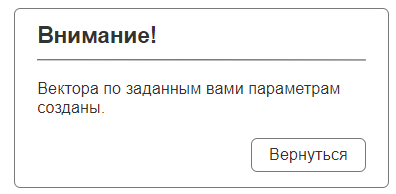 Внимание!
Вектора по заданным вами параметрам
созданы.
Вернуться